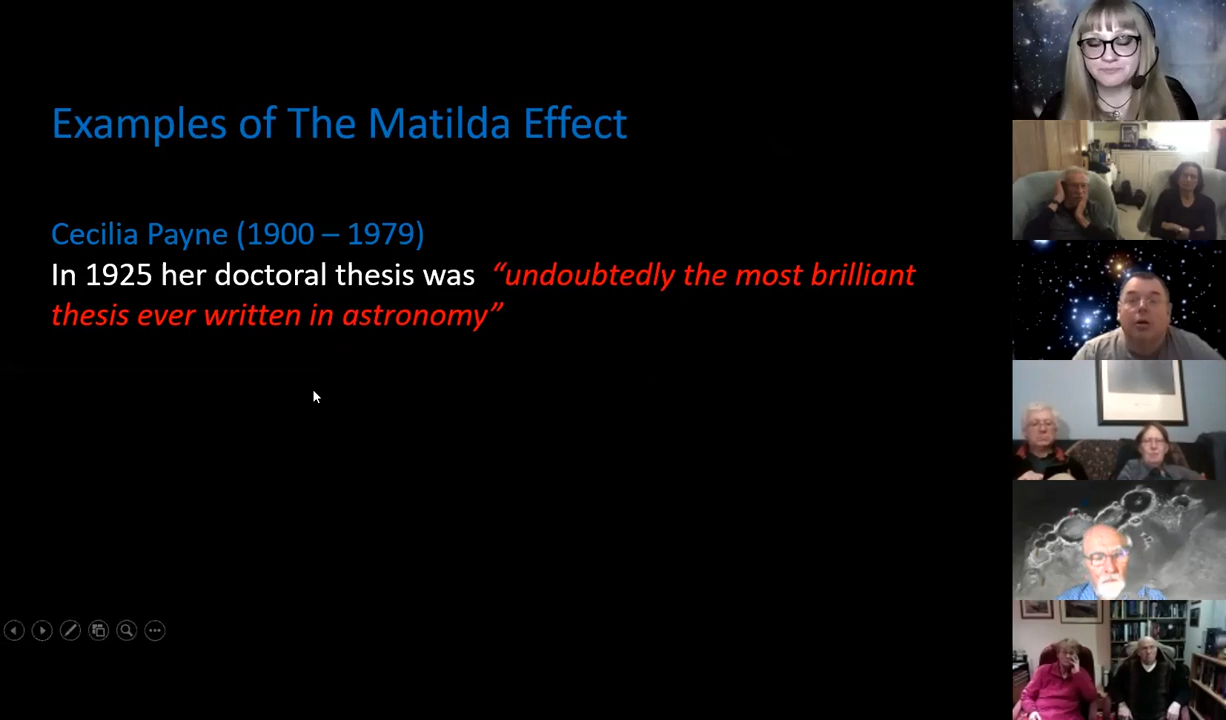 Examples of The Matilda Effect
Cecilia Payne (1900 – 1979)
In 1925 her doctoral thesis was “undoubtedly the most brilliant
thesis ever written in astronomy”